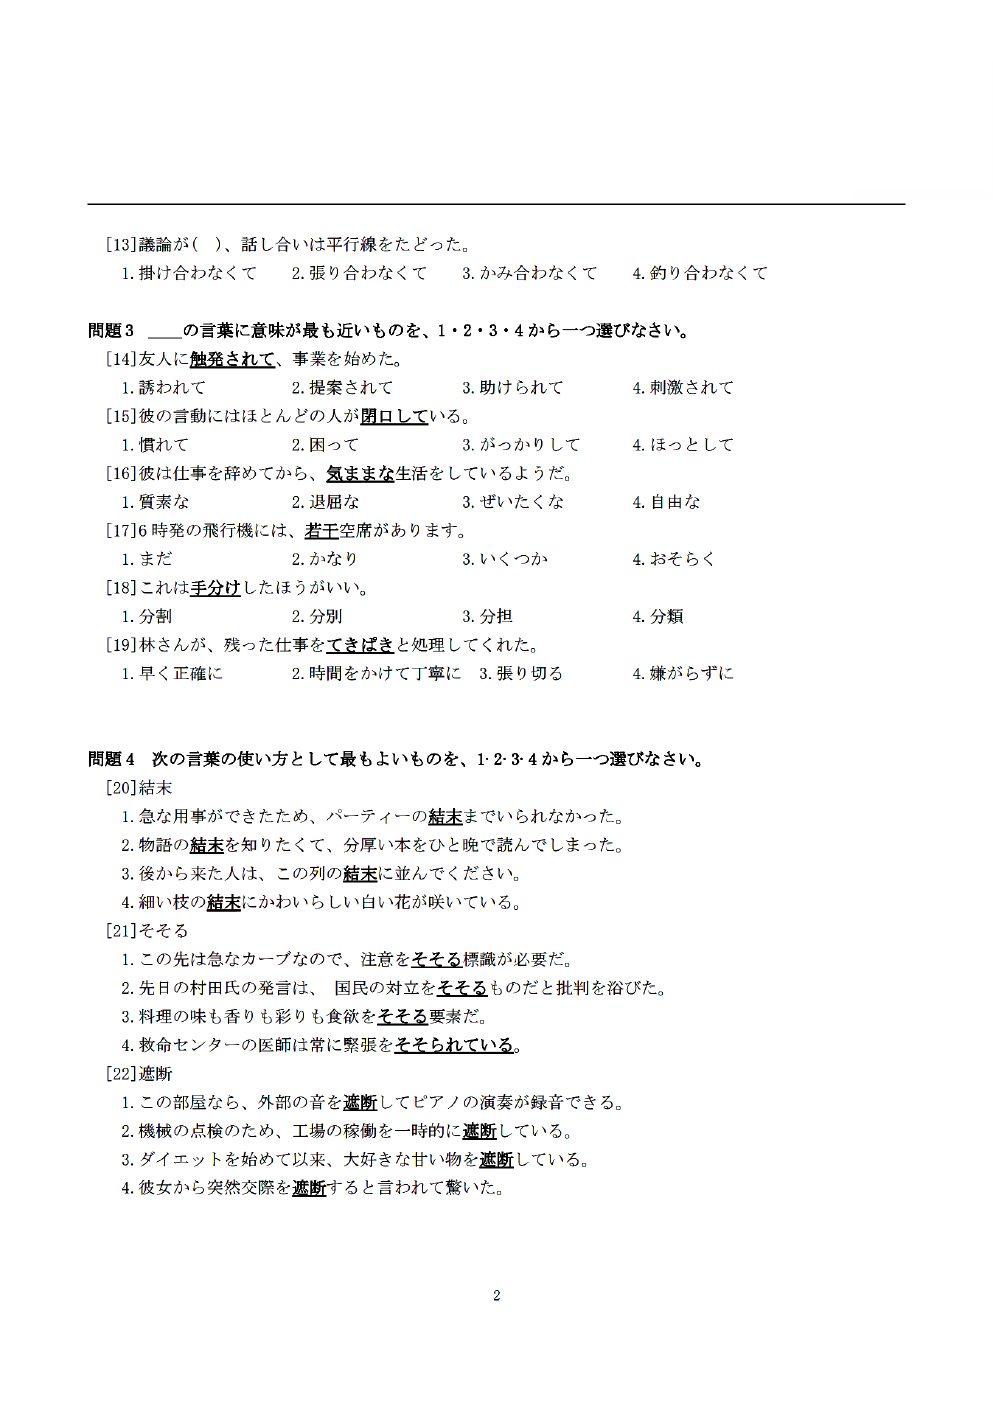 [13]議論が(　)、話し合いは平行線をたどった。
1.掛け合わなくて　2.張り合わなくて　3.かみ合わなくて　4.釣り合わなくて
問題3　＿＿の言葉に意味が最も近いものを、1・2・3・4から一つ選びなさい。
[14]友人に触発されて、事業を始めた。
1.誘われて　2.提案されて　3.助けられて　4.刺激されて
[15]彼の言動にはほとんどの人が閉口している。
1.慣れて　2.困って　3.がっかりして　4.ほっとして
[16]彼は仕事を辞めてから、気ままな生活をしているようだ。
1.質素な　2.退屈な　3.ぜいたくな　4.自由な
[17]6時発の飛行機には、若干空席があります。
1.まだ　2.かなり　3.いくつか　4.おそらく
[18]これは手分けしたほうがいい。
1.分割　2.分別　3.分担　4.分類
[19]林さんが、残った仕事をてきぱきと処理してくれた。
1.早く正確に　2.時間をかけて丁寧に　3.張り切る　4.嫌がらずに
問題4　次の言葉の使い方として最もよいものを、1·2·3·4から一つ選びなさい。
[20]結末
1.急な用事ができたため、パーティーの結末までいられなかった。
2.物語の結末を知りたくて、分厚い本をひと晩で読んでしまった。
3.後から来た人は、この列の結末に並んでください。
4.細い枝の結末にかわいらしい白い花が咲いている。
[21]そそる
1.この先は急なカーブなので、注意をそそる標識が必要だ。
2.先日の村田氏の発言は、 国民の対立をそそるものだと批判を浴びた。
3.料理の味も香りも彩りも食欲をそそる要素だ。
4.救命センターの医師は常に緊張をそそられている。
[22]遮断
1.この部屋なら、外部の音を遮断してピアノの演奏が録音できる。
2.機械の点検のため、工場の稼働を一時的に遮断している。
3.ダイエットを始めて以来、大好きな甘い物を遮断している。
4.彼女から突然交際を遮断すると言われて驚いた。
2